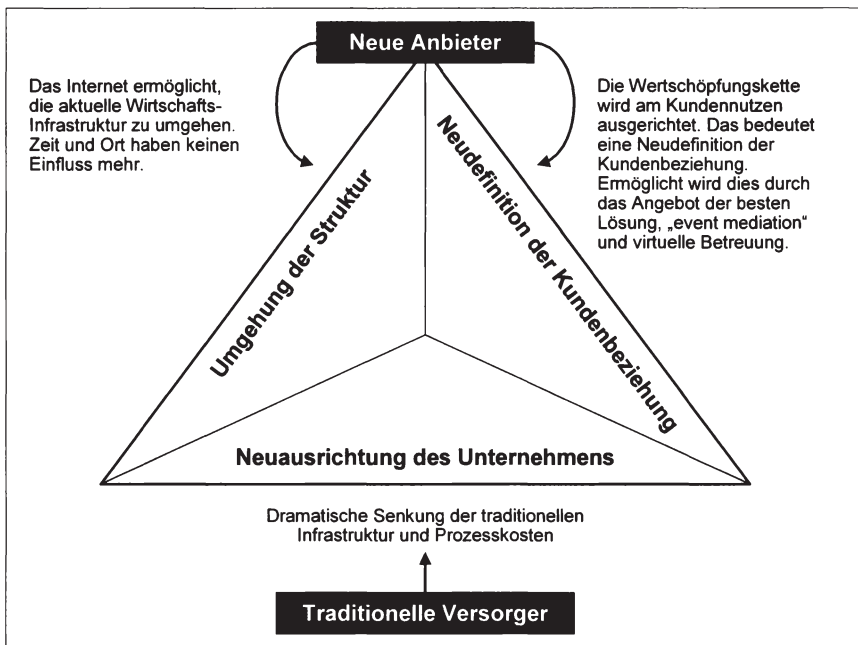 Neue Anbieter
Das Internet ermöglicht,
die aktuelle Wirtschafts-
Infrastruktur zu umgehen.
Zeit und Ort haben keinen
Einfluss mehr.
Die Wertschöpfungskette
wird am Kundennutzen
ausgerichtet. Das bedeutet
eine Neudefinition der
Kundenbeziehung.
Ermöglicht wird dies durch
das Angebot der besten
Lösung, „event mediation“
und virtuelle Betreuung.
Umgehung der Struktur
Neudefinition der Kundenbeziehung
Neuausrichtung des Unternehmens
Dramatische Senkung der traditionellen
Infrastruktur und Prozesskosten
Traditionelle Versorger